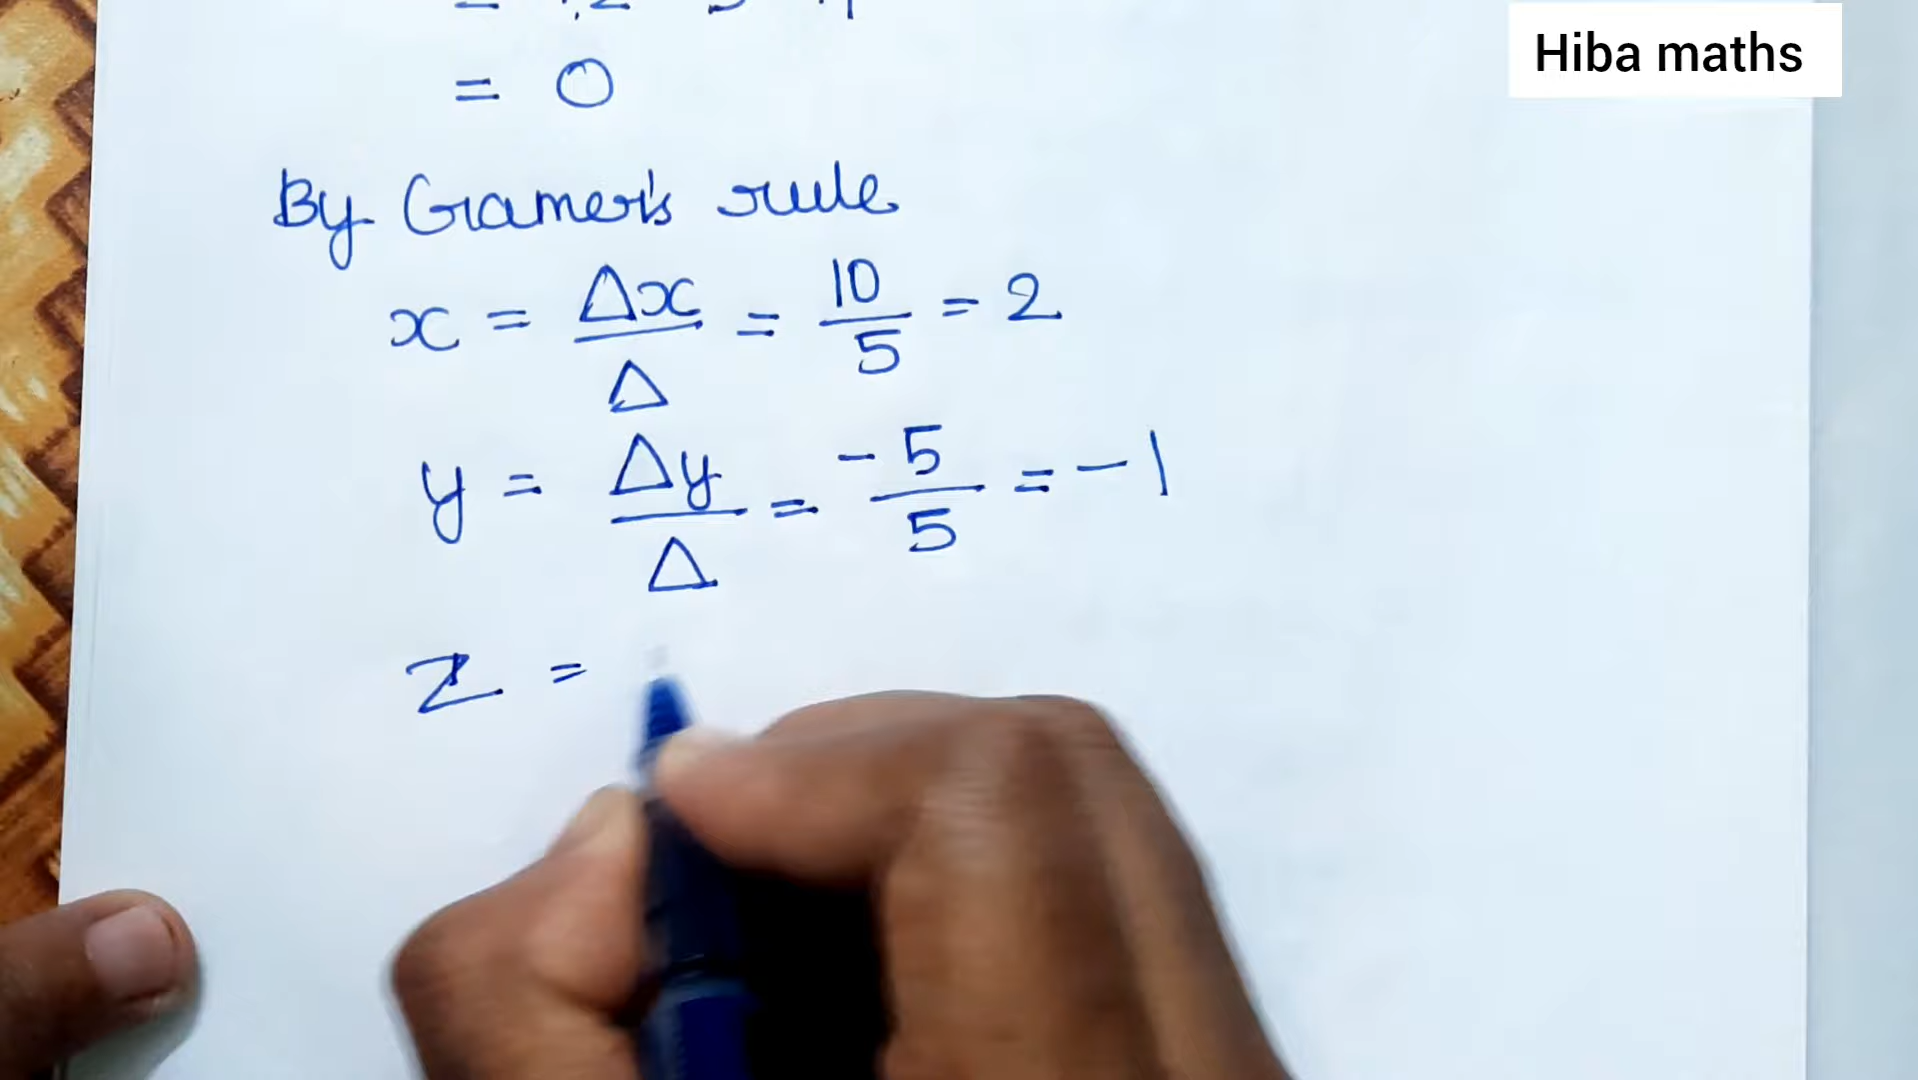 Hiba maths
= 0
By Cramer's rule
x = Δx/Δ = 10/5 = 2
y = Δy/Δ = -5/5 = -1
z =